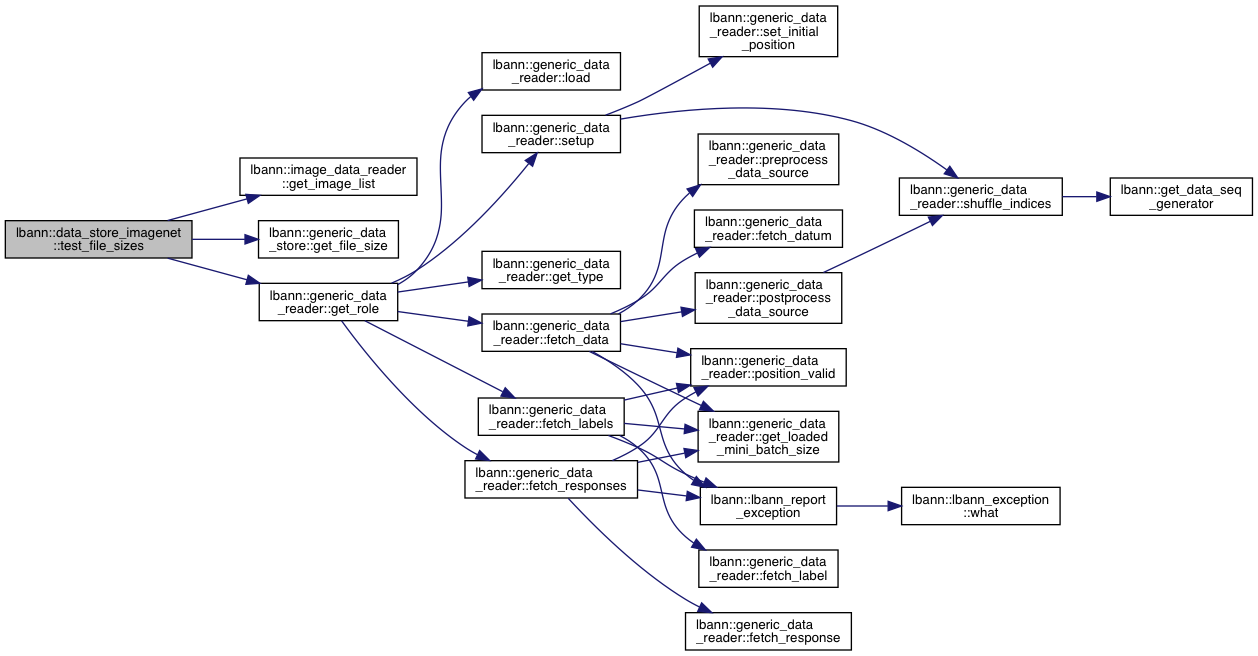 lbann::generic_data
_reader::set_initial
_position
lbann::generic_data
_reader::load
lbann::generic_data
_reader::setup
lbann::generic_data
_reader::preprocess
_data_source
lbann::image_data_reader
::get_image_list
lbann::generic_data
_reader::shuffle_indices
lbann::get_data_seq
_generator
lbann::data_store_imagenet
::test_file_sizes
lbann::generic_data
_store::get_file_size
lbann::generic_data
_reader::fetch_datum
lbann::generic_data
_reader::get_type
lbann::generic_data
_reader::get_role
lbann::generic_data
_reader::postprocess
_data_source
lbann::generic_data
_reader::fetch_data
lbann::generic_data
_reader::position_valid
lbann::generic_data
_reader::fetch_labels
lbann::generic_data
_reader::get_loaded
_mini_batch_size
lbann::generic_data
_reader::fetch_responses
lbann::lbann_report
_exception
lbann::lbann_exception
::what
lbann::generic_data
_reader::fetch_label
lbann::generic_data
_reader::fetch_response